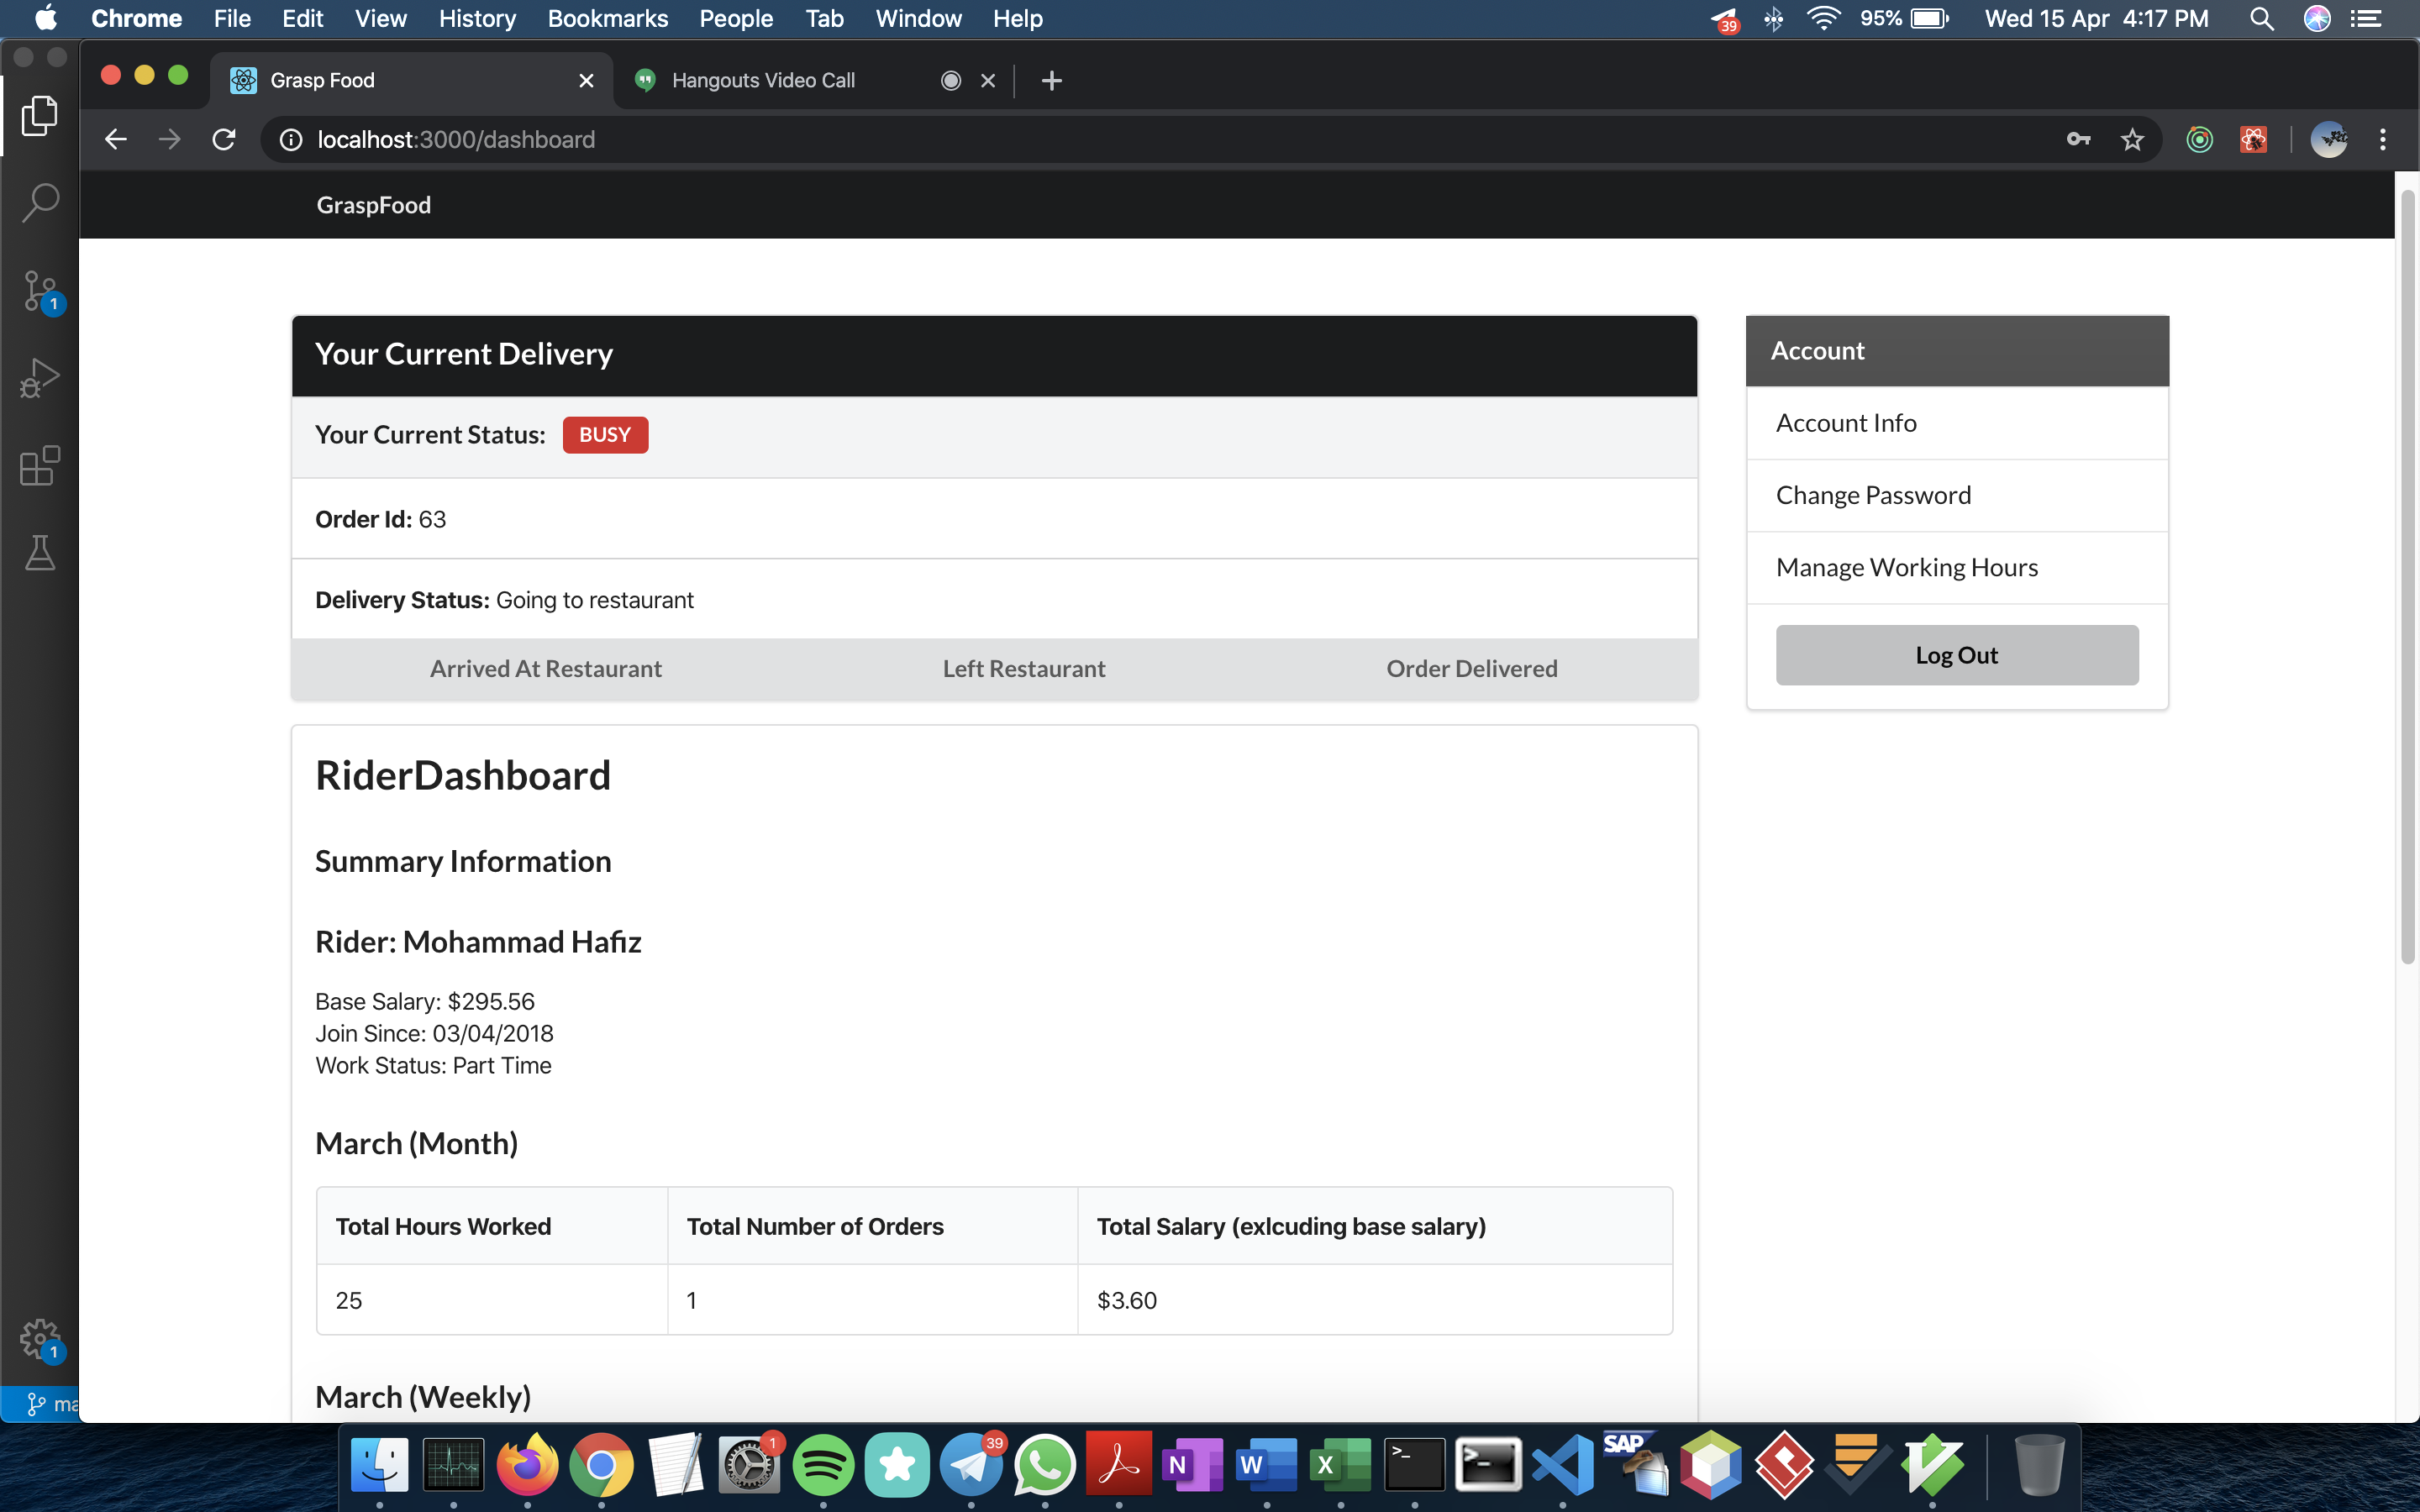 Chrome File Edit View History Bookmarks People Tab Window Help 39 95% Wed 15 Apr 4:17 PM
Grasp Food Hangouts Video Call
localhost:3000/dashboard
GraspFood
Your Current Delivery
Account
Your Current Status: BUSY
Account Info
Order Id: 63
Change Password
Delivery Status: Going to restaurant
Manage Working Hours
Arrived At Restaurant Left Restaurant Order Delivered
Log Out
1
RiderDashboard
Summary Information
Rider: Mohammad Hafiz
Base Salary: $295.56
Join Since: 03/04/2018
Work Status: Part Time
March (Month)
Total Hours Worked Total Number of Orders Total Salary (exlcuding base salary)
25 1 $3.60
1
March (Weekly)
ma
1 39 N W X SAP